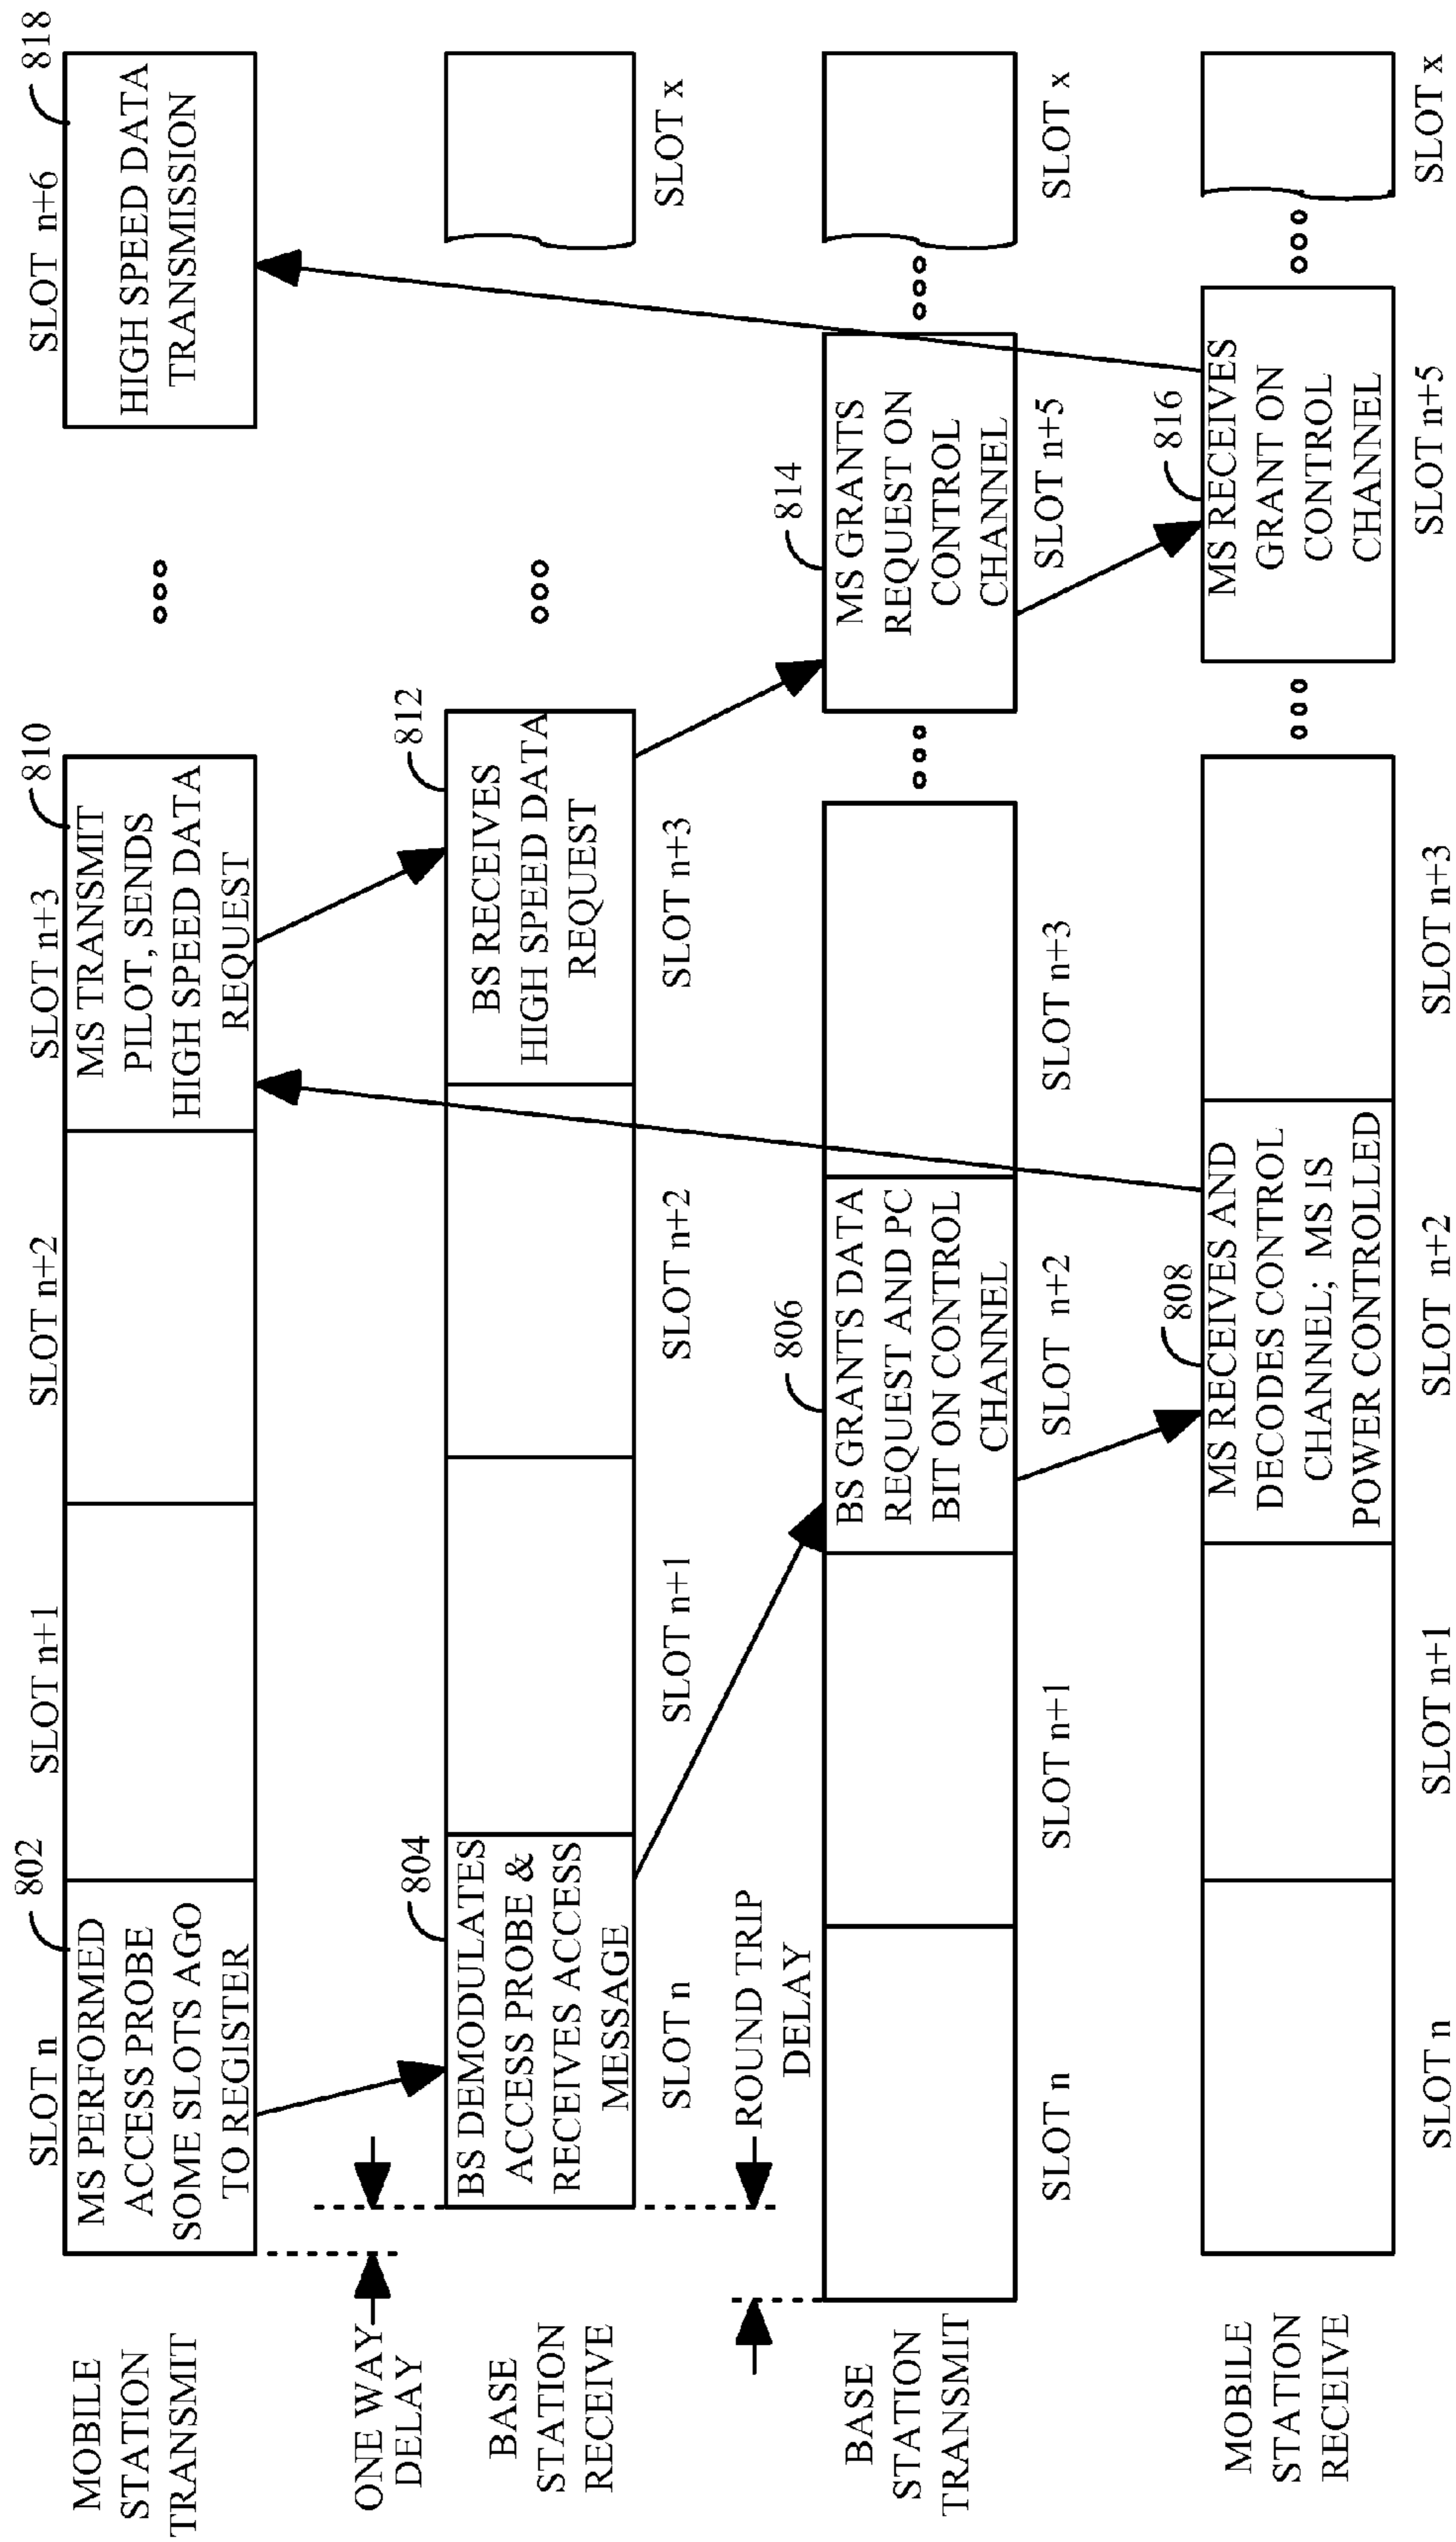 SLOT n
802
SLOT n+1
SLOT n+2
SLOT n+3
810
SLOT n+6
818
MOBILE
STATION
TRANSMIT
MS PERFORMED
ACCESS PROBE
SOME SLOTS AGO
TO REGISTER
MS TRANSMIT
PILOT, SENDS
HIGH SPEED DATA
REQUEST
HIGH SPEED DATA
TRANSMISSION
ONE WAY
DELAY
804
812
BASE
STATION
RECEIVE
BS DEMODULATES
ACCESS PROBE &
RECEIVES ACCESS
MESSAGE
BS RECEIVES
HIGH SPEED DATA
REQUEST
SLOT n
SLOT n+1
SLOT n+2
SLOT n+3
SLOT x
ROUND TRIP
DELAY
806
814
BASE
STATION
TRANSMIT
BS GRANTS DATA
REQUEST AND PC
BIT ON CONTROL
CHANNEL
MS GRANTS
REQUEST ON
CONTROL
CHANNEL
SLOT n
SLOT n+1
SLOT n+2
SLOT n+3
SLOT n+5
SLOT x
808
816
MOBILE
STATION
RECEIVE
MS RECEIVES AND
DECODES CONTROL
CHANNEL; MS IS
POWER CONTROLLED
MS RECEIVES
GRANT ON
CONTROL
CHANNEL
SLOT n
SLOT n+1
SLOT n+2
SLOT n+3
SLOT n+5
SLOT x